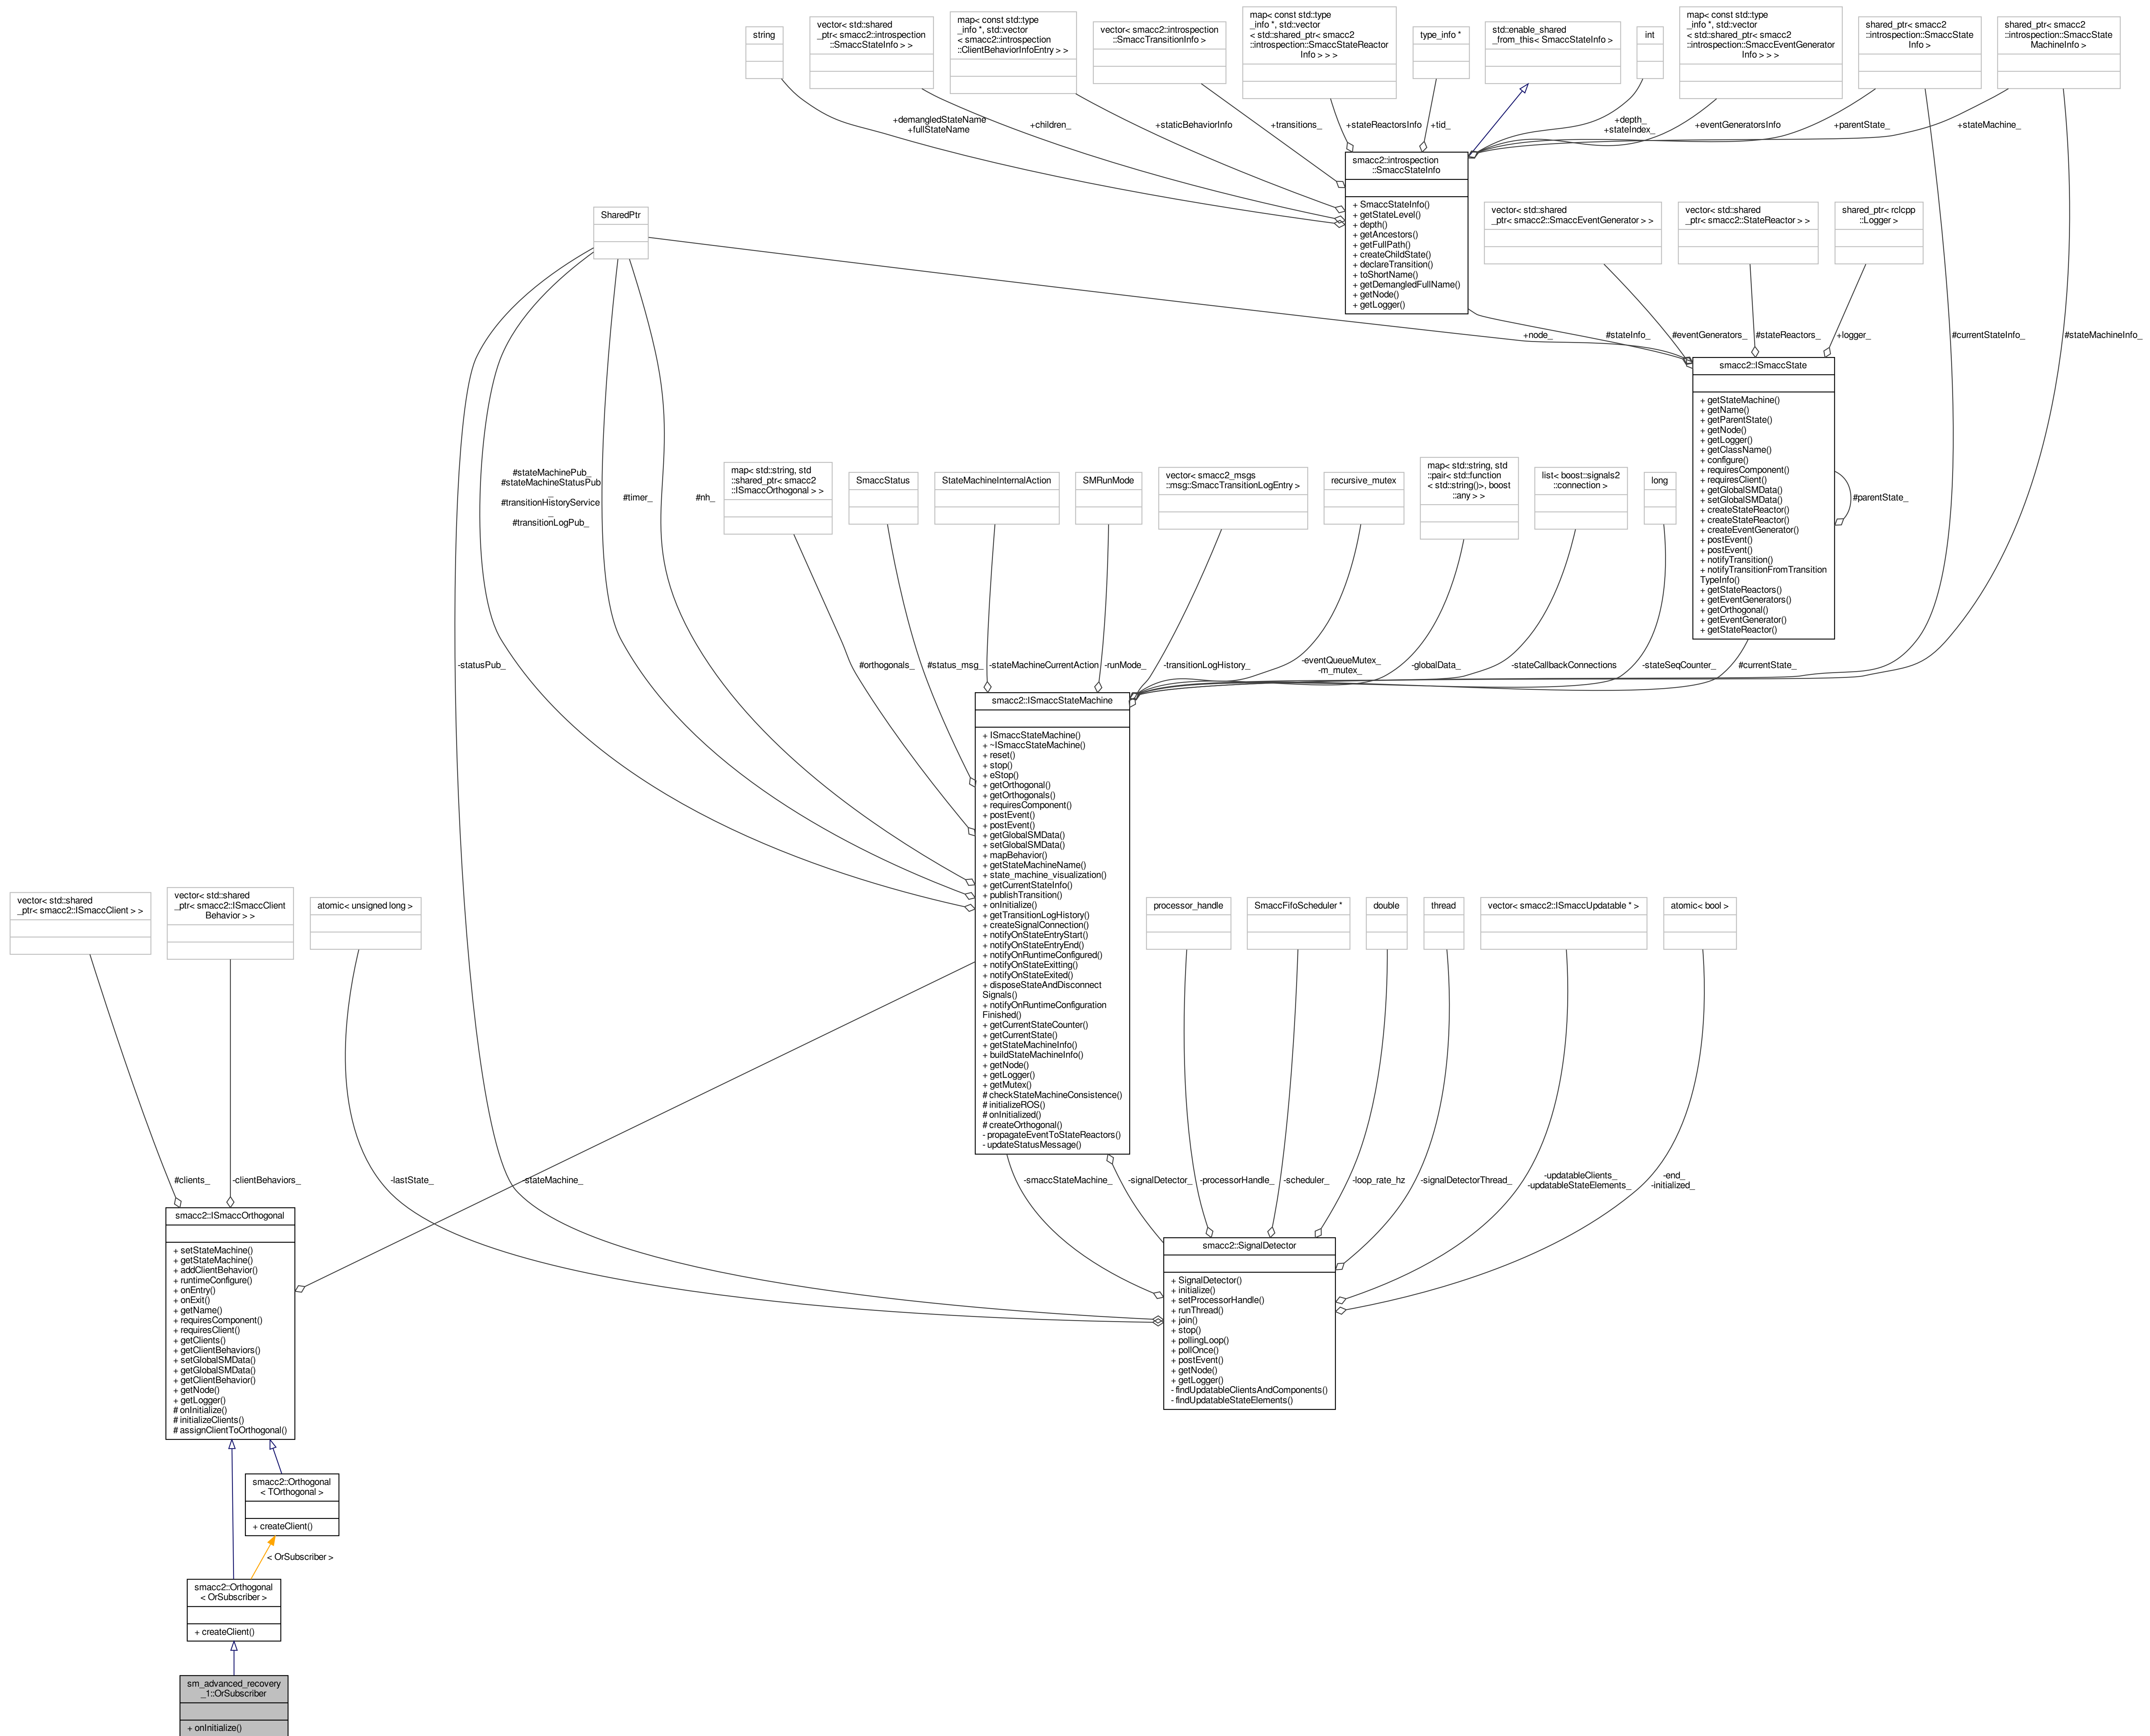 string
vector< std::shared
_ptr< smacc2::introspection
::SmaccStateInfo > >
map< const std::type
_info *, std::vector
< smacc2::introspection
::ClientBehaviorInfoEntry > >
vector< smacc2::introspection
::SmaccTransitionInfo >
map< const std::type
_info *, std::vector
< std::shared_ptr< smacc2
::introspection::SmaccStateReactor
Info > > >
type_info *
std::enable_shared
_from_this< SmaccStateInfo >
int
map< const std::type
_info *, std::vector
< std::shared_ptr< smacc2
::introspection::SmaccEventGenerator
Info > > >
shared_ptr< smacc2
::introspection::SmaccState
Info >
shared_ptr< smacc2
::introspection::SmaccState
MachineInfo >
+demangledStateName
+fullStateName
+children_
+staticBehaviorInfo
+transitions_
+stateReactorsInfo
+tid_
+depth_
+stateIndex_
+eventGeneratorsInfo
+parentState_
+stateMachine_
smacc2::introspection
::SmaccStateInfo
+ SmaccStateInfo()
+ getStateLevel()
+ depth()
+ getAncestors()
+ getFullPath()
+ createChildState()
+ declareTransition()
+ toShortName()
+ getDemangledFullName()
+ getNode()
+ getLogger()
SharedPtr
vector< std::shared
_ptr< smacc2::SmaccEventGenerator > >
vector< std::shared
_ptr< smacc2::StateReactor > >
shared_ptr< rclcpp
::Logger >
+node_
#stateInfo_
#eventGenerators_
#stateReactors_
+logger_
#currentStateInfo_
#stateMachineInfo_
smacc2::ISmaccState
+ getStateMachine()
+ getName()
+ getParentState()
+ getNode()
+ getLogger()
+ getClassName()
+ configure()
+ requiresComponent()
+ requiresClient()
+ getGlobalSMData()
+ setGlobalSMData()
+ createStateReactor()
+ createStateReactor()
+ createEventGenerator()
+ postEvent()
+ postEvent()
+ notifyTransition()
+ notifyTransitionFromTransition
TypeInfo()
+ getStateReactors()
+ getEventGenerators()
+ getOrthogonal()
+ getEventGenerator()
+ getStateReactor()
#parentState_
#stateMachinePub_
#stateMachineStatusPub
_
#transitionHistoryService
_
#transitionLogPub_
#timer_
#nh_
map< std::string, std
::shared_ptr< smacc2
::ISmaccOrthogonal > >
SmaccStatus
StateMachineInternalAction
SMRunMode
vector< smacc2_msgs
::msg::SmaccTransitionLogEntry >
recursive_mutex
map< std::string, std
::pair< std::function
< std::string()>, boost
::any > >
list< boost::signals2
::connection >
long
-statusPub_
#orthogonals_
#status_msg_
-stateMachineCurrentAction
-runMode_
-transitionLogHistory_
-eventQueueMutex_
-m_mutex_
-globalData_
-stateCallbackConnections
-stateSeqCounter_
#currentState_
smacc2::ISmaccStateMachine
+ ISmaccStateMachine()
+ ~ISmaccStateMachine()
+ reset()
+ stop()
+ eStop()
+ getOrthogonal()
+ getOrthogonals()
+ requiresComponent()
+ postEvent()
+ postEvent()
+ getGlobalSMData()
+ setGlobalSMData()
+ mapBehavior()
+ getStateMachineName()
+ state_machine_visualization()
+ getCurrentStateInfo()
+ publishTransition()
+ onInitialize()
+ getTransitionLogHistory()
+ createSignalConnection()
+ notifyOnStateEntryStart()
+ notifyOnStateEntryEnd()
+ notifyOnRuntimeConfigured()
+ notifyOnStateExitting()
+ notifyOnStateExited()
+ disposeStateAndDisconnect
Signals()
+ notifyOnRuntimeConfiguration
Finished()
+ getCurrentStateCounter()
+ getCurrentState()
+ getStateMachineInfo()
+ buildStateMachineInfo()
+ getNode()
+ getLogger()
+ getMutex()
# checkStateMachineConsistence()
# initializeROS()
# onInitialized()
# createOrthogonal()
- propagateEventToStateReactors()
- updateStatusMessage()
vector< std::shared
_ptr< smacc2::ISmaccClient > >
vector< std::shared
_ptr< smacc2::ISmaccClient
Behavior > >
atomic< unsigned long >
processor_handle
SmaccFifoScheduler *
double
thread
vector< smacc2::ISmaccUpdatable * >
atomic< bool >
#clients_
-clientBehaviors_
-lastState_
-stateMachine_
-smaccStateMachine_
-signalDetector_
-processorHandle_
-scheduler_
-loop_rate_hz
-signalDetectorThread_
-updatableClients_
-updatableStateElements_
-end_
-initialized_
smacc2::ISmaccOrthogonal
+ setStateMachine()
+ getStateMachine()
+ addClientBehavior()
+ runtimeConfigure()
+ onEntry()
+ onExit()
+ getName()
+ requiresComponent()
+ requiresClient()
+ getClients()
+ getClientBehaviors()
+ setGlobalSMData()
+ getGlobalSMData()
+ getClientBehavior()
+ getNode()
+ getLogger()
# onInitialize()
# initializeClients()
# assignClientToOrthogonal()
smacc2::SignalDetector
+ SignalDetector()
+ initialize()
+ setProcessorHandle()
+ runThread()
+ join()
+ stop()
+ pollingLoop()
+ pollOnce()
+ postEvent()
+ getNode()
+ getLogger()
- findUpdatableClientsAndComponents()
- findUpdatableStateElements()
smacc2::Orthogonal
< TOrthogonal >
+ createClient()
< OrSubscriber >
smacc2::Orthogonal
< OrSubscriber >
+ createClient()
sm_advanced_recovery
_1::OrSubscriber
+ onInitialize()